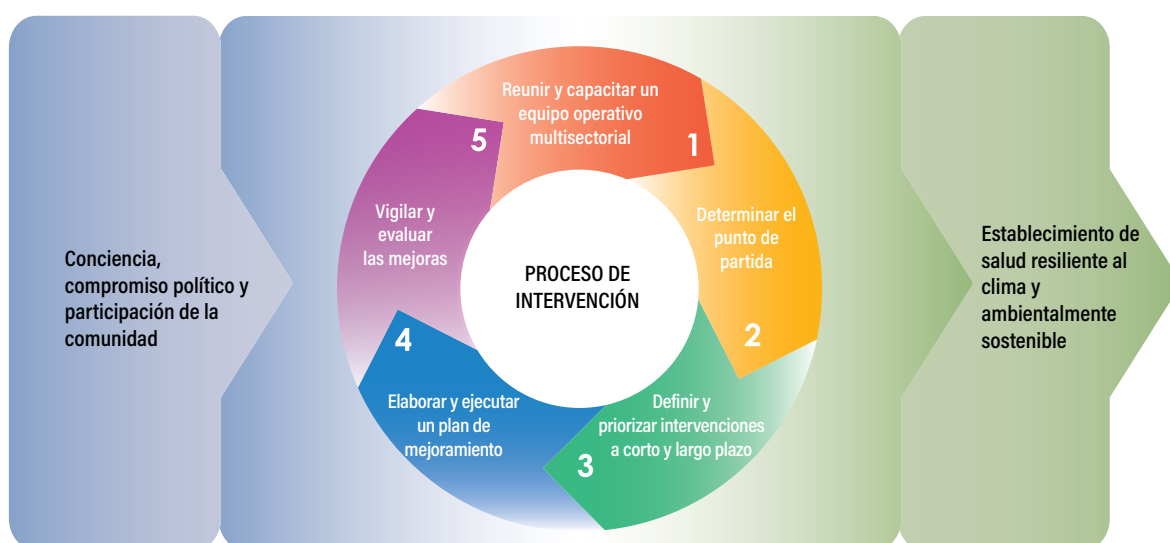 Conciencia,
compromiso político y
participación de la
comunidad
PROCESO DE
INTERVENCIÓN
Reunir y capacitar un
equipo operativo
multisectorial
1
Determinar el
punto de
partida
2
Definir y
priorizar intervenciones
a corto y largo plazo
3
Elaborar y ejecutar
un plan de
mejoramiento
4
Vigilar y
evaluar
las mejoras
5
Establecimiento de
salud resiliente al
clima y
ambientalmente
sostenible